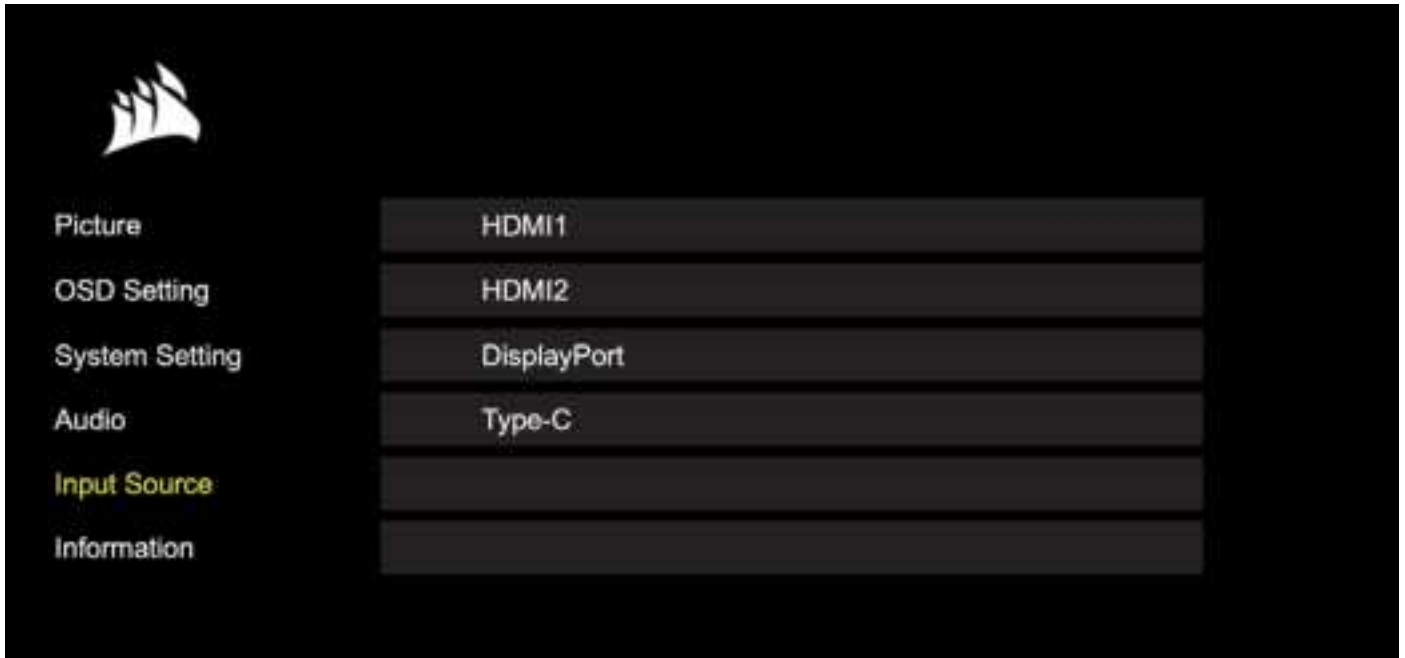 Picture
HDMI1
OSD Setting
HDMI2
System Setting
DisplayPort
Audio
Type-C
Input Source
Information